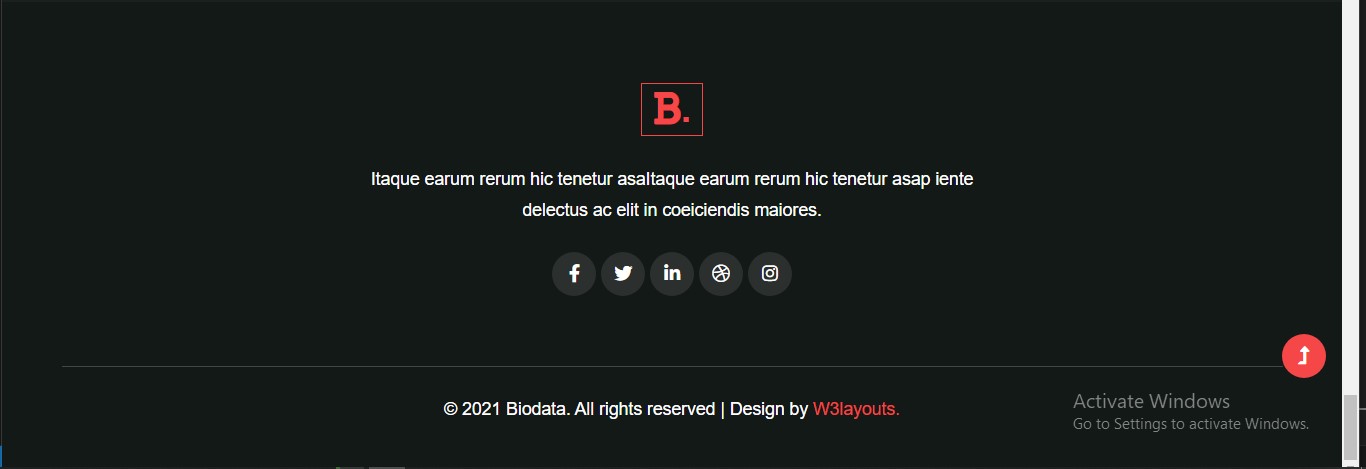 B.
Itaque earum rerum hic tenetur asaItaque earum rerum hic tenetur asap iente
delectus ac elit in coeiciendis maiores.
© 2021 Biodata. All rights reserved | Design by W3layouts.
Activate Windows
Go to Settings to activate Windows.